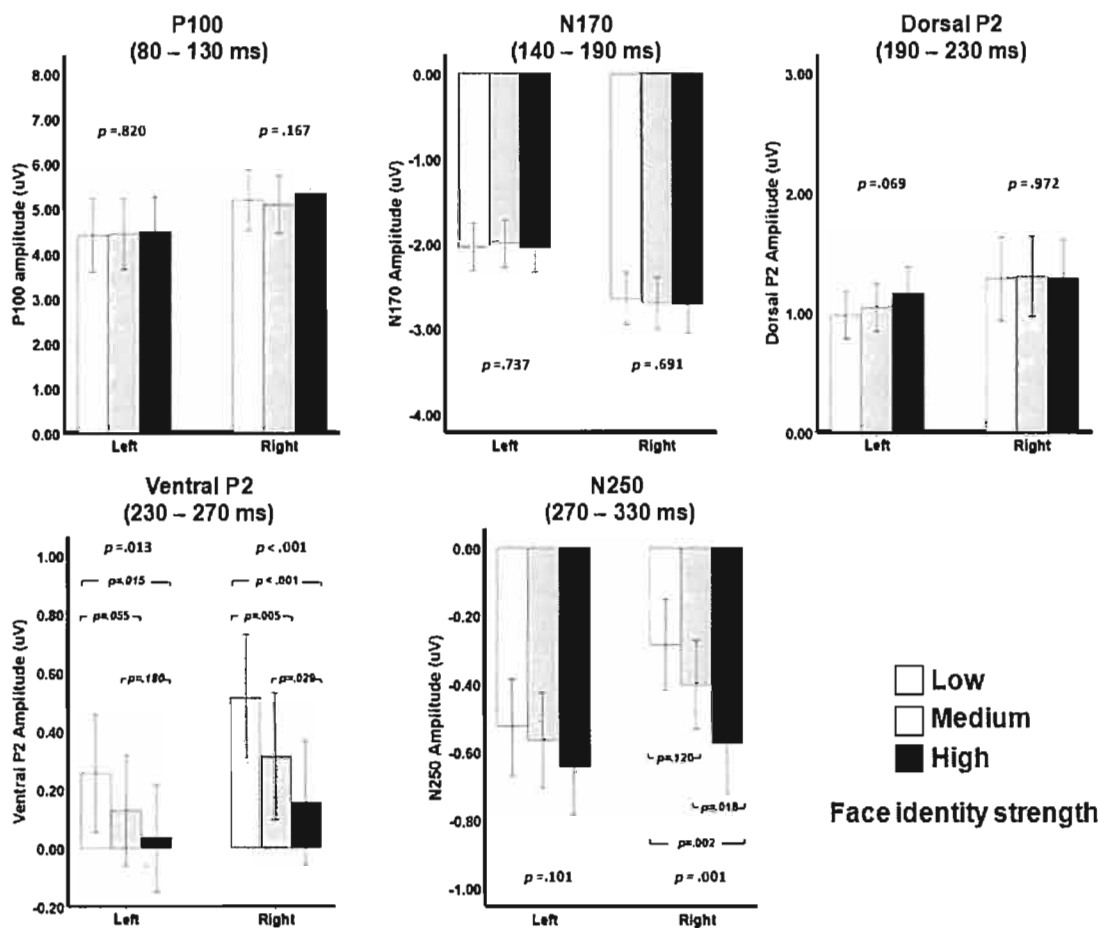 P100
(80 – 130 ms)
8.00
7.00
6.00
5.00
4.00
3.00
2.00
1.00
0.00
P100 amplitude (uV)
p =.820
p =.167
Left
Right
N170
(140 – 190 ms)
0.00
-1.00
-2.00
-3.00
-4.00
N170 Amplitude (uV)
p =.737
p =.691
Left
Right
Dorsal P2
(190 – 230 ms)
3.00
2.00
1.00
0.00
Dorsal P2 Amplitude (uV)
p =.069
p =.972
Left
Right
Ventral P2
(230 – 270 ms)
1.00
0.80
0.60
0.40
0.20
0.00
-0.20
Ventral P2 Amplitude (uV)
p =.013
p < .001
p=.015
p < .001
p=.055
p=.005
p=.180
p=.029
Left
Right
N250
(270 – 330 ms)
0.00
-0.20
-0.40
-0.60
-0.80
-1.00
N250 Amplitude (uV)
p=.120
p=.018
p=.002
p =.101
p =.001
Left
Right
Low
Medium
High
Face identity strength